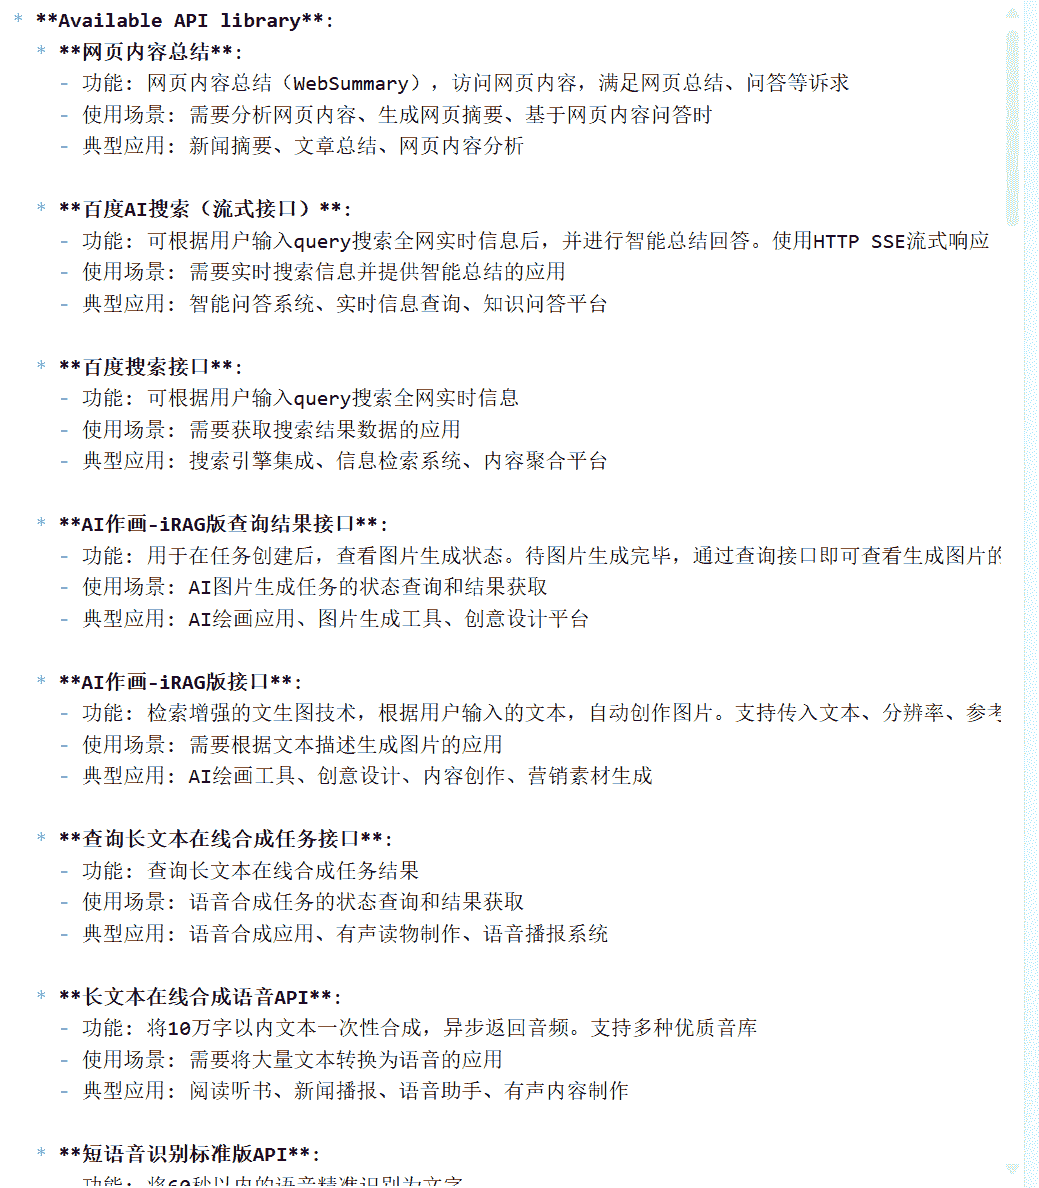 * **Available API library**:
* **网页内容总结**:
- 功能: 网页内容总结（WebSummary），访问网页内容，满足网页总结、问答等诉求
- 使用场景: 需要分析网页内容、生成网页摘要、基于网页内容问答时
- 典型应用: 新闻摘要、文章总结、网页内容分析
* **百度AI搜索（流式接口）**:
- 功能: 可根据用户输入query搜索全网实时信息后，并进行智能总结回答。使用HTTP SSE流式响应
- 使用场景: 需要实时搜索信息并提供智能总结的应用
- 典型应用: 智能问答系统、实时信息查询、知识问答平台
* **百度搜索接口**:
- 功能: 可根据用户输入query搜索全网实时信息
- 使用场景: 需要获取搜索结果数据的应用
- 典型应用: 搜索引擎集成、信息检索系统、内容聚合平台
* **AI作画-iRAG版查询结果接口**:
- 功能: 用于在任务创建后，查看图片生成状态。待图片生成完毕，通过查询接口即可查看生成图片的
- 使用场景: AI图片生成任务的状态查询和结果获取
- 典型应用: AI绘画应用、图片生成工具、创意设计平台
* **AI作画-iRAG版接口**:
- 功能: 检索增强的文生图技术，根据用户输入的文本，自动创作图片。支持传入文本、分辨率、参考
- 使用场景: 需要根据文本描述生成图片的应用
- 典型应用: AI绘画工具、创意设计、内容创作、营销素材生成
* **查询长文本在线合成任务接口**:
- 功能: 查询长文本在线合成任务结果
- 使用场景: 语音合成任务的状态查询和结果获取
- 典型应用: 语音合成应用、有声读物制作、语音播报系统
* **长文本在线合成语音API**:
- 功能: 将10万字以内文本一次性合成，异步返回音频。支持多种优质音库
- 使用场景: 需要将大量文本转换为语音的应用
- 典型应用: 阅读听书、新闻播报、语音助手、有声内容制作
* **短语音识别标准版API**:
- 功能: 将60秒以内的语音精准识别为文字